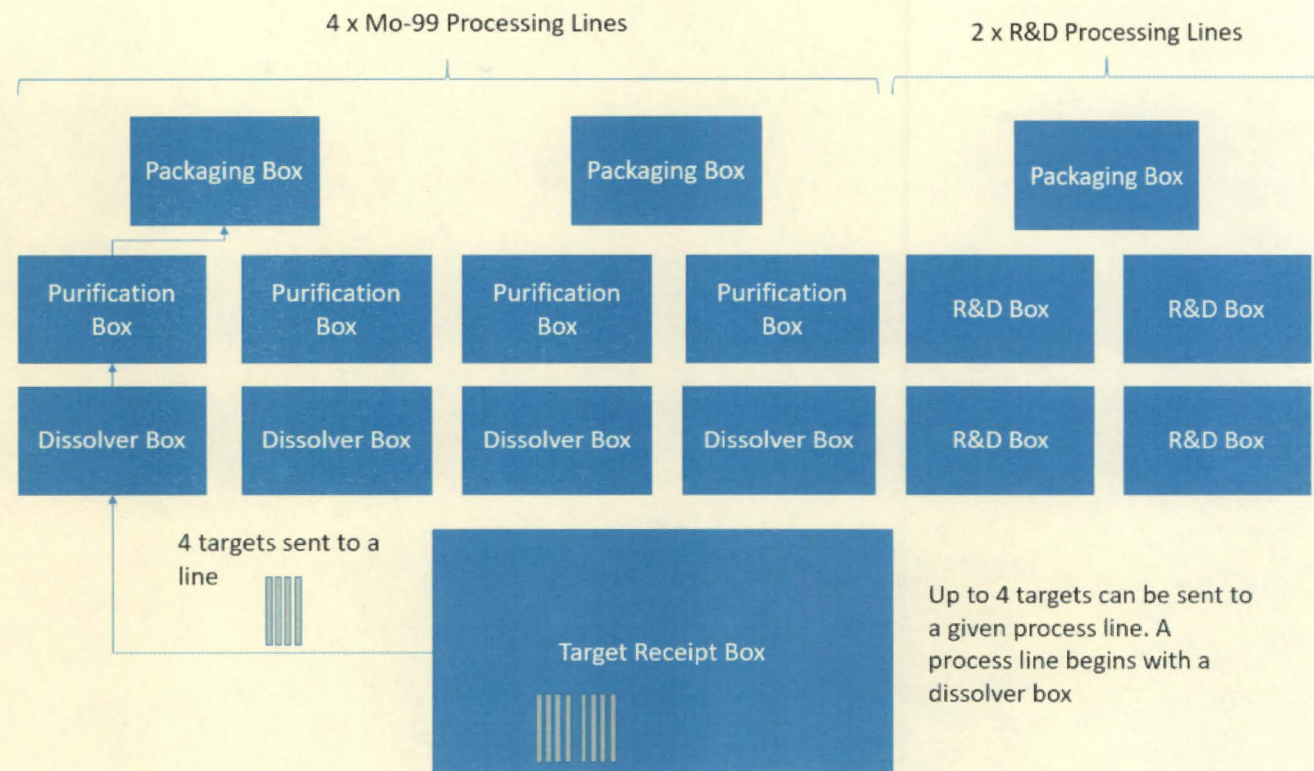 4 x Mo-99 Processing Lines
2 x R&D Processing Lines
Packaging Box
Packaging Box
Packaging Box
Purification
Box
Purification
Box
Purification
Box
Purification
Box
R&D Box
R&D Box
Dissolver Box
Dissolver Box
Dissolver Box
Dissolver Box
R&D Box
R&D Box
4 targets sent to a
line
Target Receipt Box
Up to 4 targets can be sent to
a given process line. A
process line begins with a
dissolver box